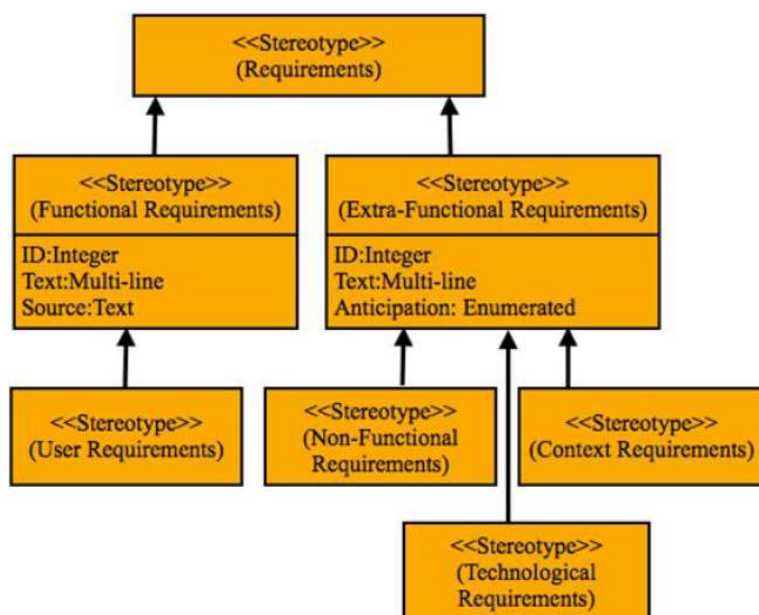 <<Stereotype>>
(Requirements)
<<Stereotype>>
(Functional Requirements)
ID:Integer
Text:Multi-line
Source:Text
<<Stereotype>>
(Extra-Functional Requirements)
ID:Integer
Text:Multi-line
Anticipation: Enumerated
<<Stereotype>>
(User Requirements)
<<Stereotype>>
(Non-Functional
Requirements)
<<Stereotype>>
(Context Requirements)
<<Stereotype>>
(Technological
Requirements)